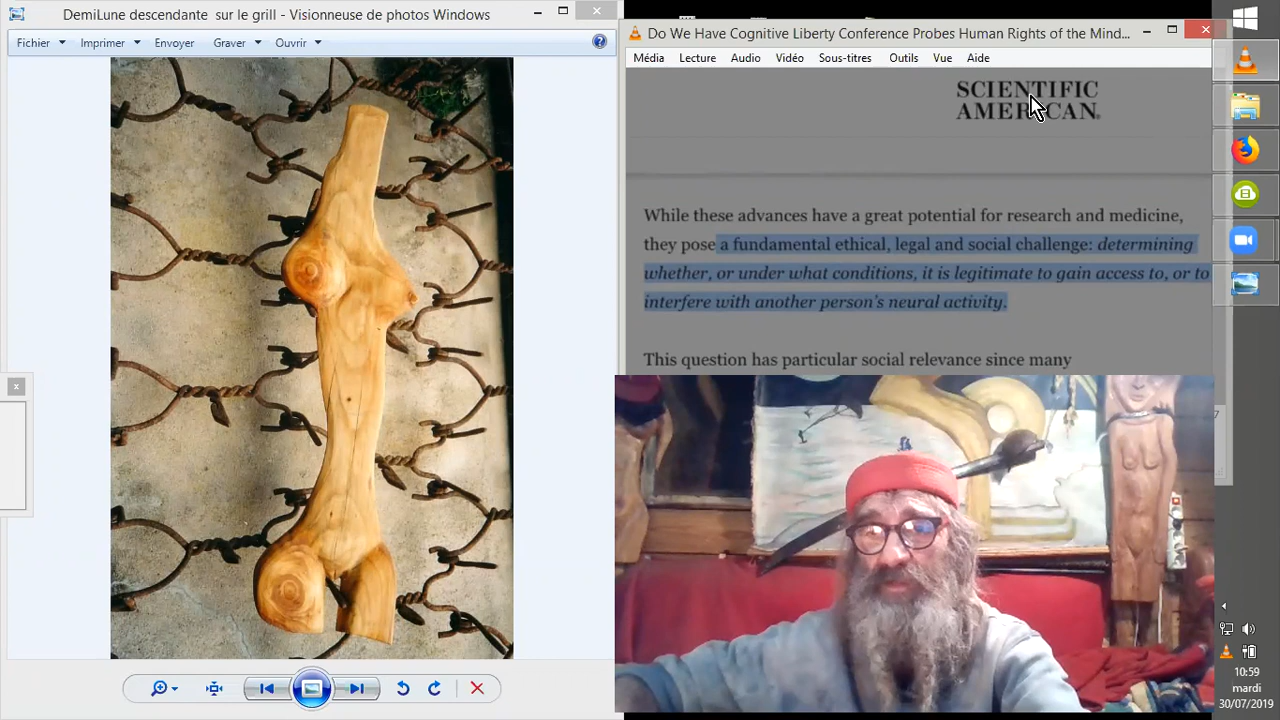 DemiLune descendante sur le grill - Visionneuse de photos Windows
Fichier Imprimer Envoyer Graver Ouvrir
Do We Have Cognitive Liberty Conference Probes Human Rights of the Mind...
Média Lecture Audio Vidéo Sous-titres Outils Vue Aide
SCIENTIFIC
AMERICAN
While these advances have a great potential for research and medicine,
they pose a fundamental ethical, legal and social challenge: determining
whether, or under what conditions, it is legitimate to gain access to, or to
interfere with another person's neural activity.
This question has particular social relevance since many
10:59
mardi
30/07/2019